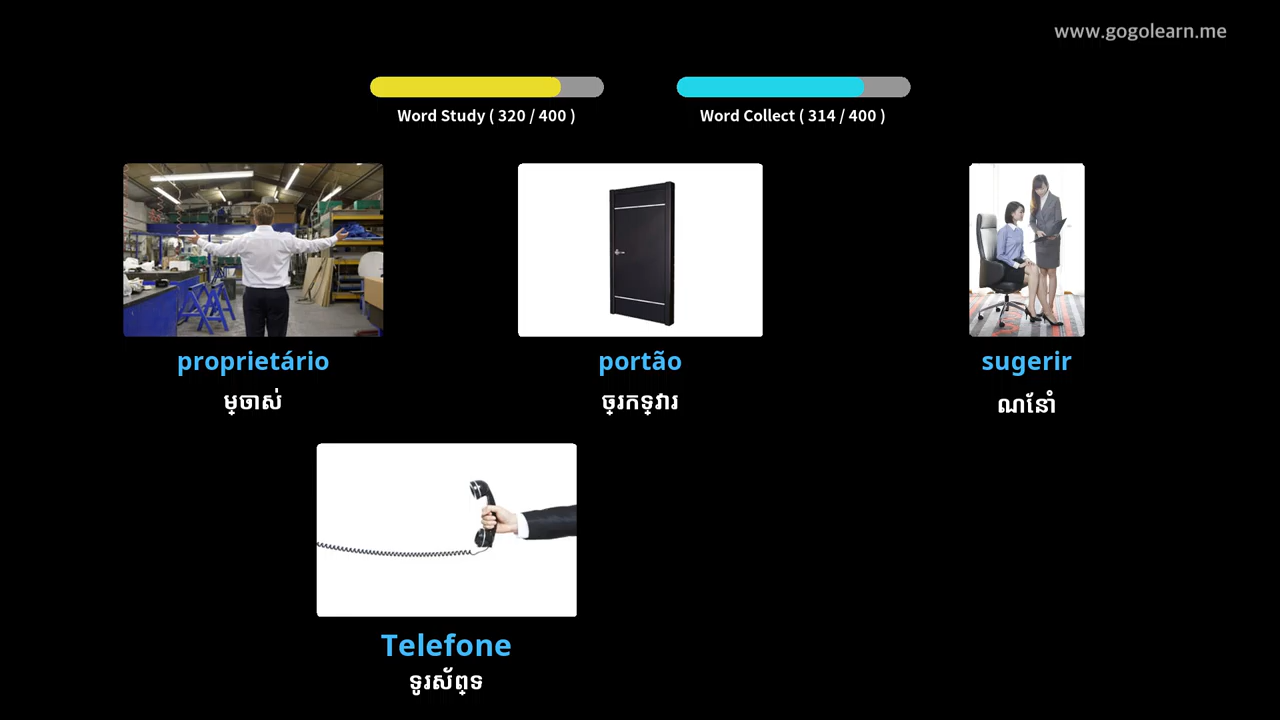 www.gogolearn.me
Word Study ( 320 / 400 )
Word Collect ( 314 / 400 )
proprietário
portão
sugerir
ម្ចាស់
ច្រកទ្វារ
ណែនាំ
Telefone
ទូរស័ព្ទ